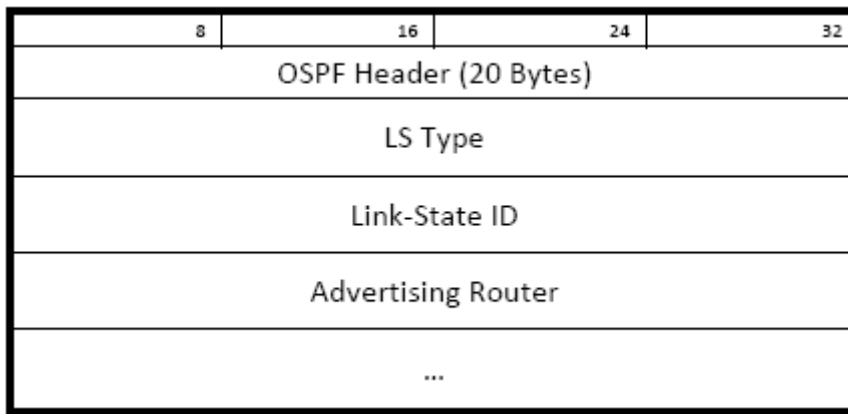 8 16 24 32
OSPF Header (20 Bytes)
LS Type
Link-State ID
Advertising Router
...